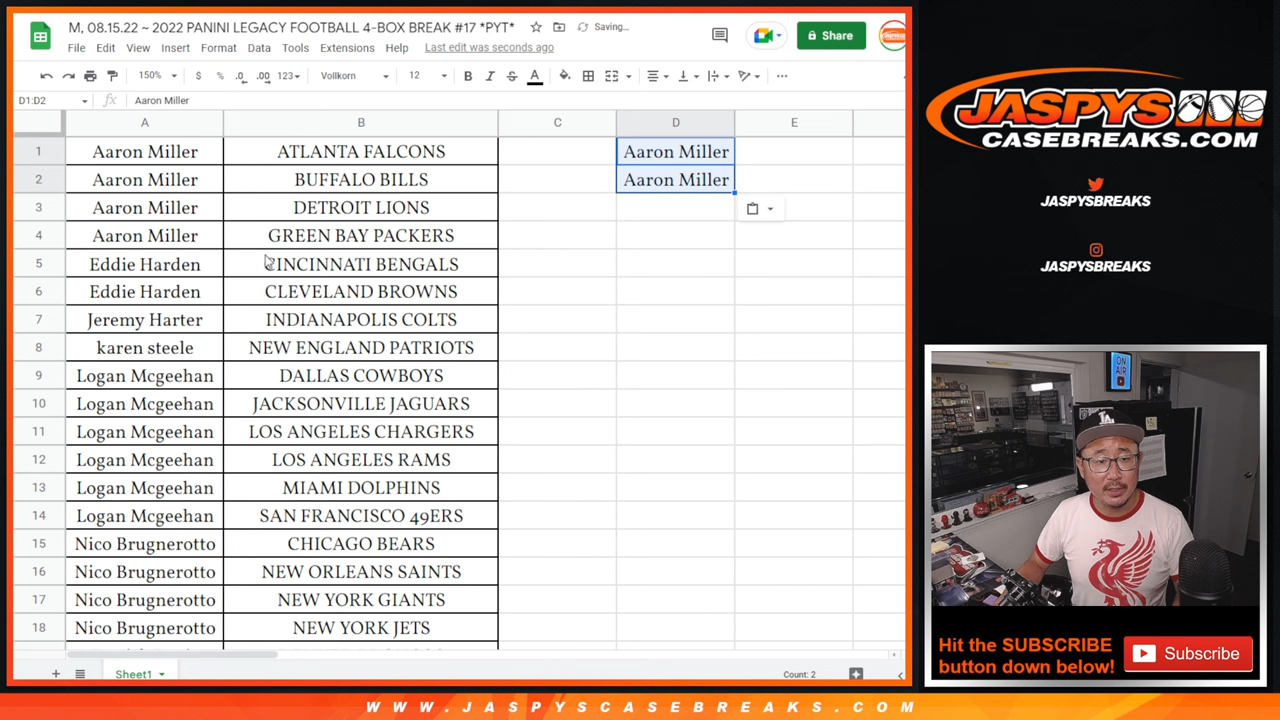 M, 08.15.22 ~ 2022 PANINI LEGACY FOOTBALL 4-BOX BREAK #17 *PYT* Saving...
File Edit View Insert Format Data Tools Extensions Help Last edit was seconds ago
Share
150% $ % .0 .00 123 Vollkorn 12 B I S A
D1:D2 fx Aaron Miller
A B C D E
1 Aaron Miller ATLANTA FALCONS Aaron Miller
2 Aaron Miller BUFFALO BILLS Aaron Miller
3 Aaron Miller DETROIT LIONS
4 Aaron Miller GREEN BAY PACKERS
5 Eddie Harden CINCINNATI BENGALS
6 Eddie Harden CLEVELAND BROWNS
7 Jeremy Harter INDIANAPOLIS COLTS
8 karen steele NEW ENGLAND PATRIOTS
9 Logan Mcgeehan DALLAS COWBOYS
10 Logan Mcgeehan JACKSONVILLE JAGUARS
11 Logan Mcgeehan LOS ANGELES CHARGERS
12 Logan Mcgeehan LOS ANGELES RAMS
13 Logan Mcgeehan MIAMI DOLPHINS
14 Logan Mcgeehan SAN FRANCISCO 49ERS
15 Nico Brugnerotto CHICAGO BEARS
16 Nico Brugnerotto NEW ORLEANS SAINTS
17 Nico Brugnerotto NEW YORK GIANTS
18 Nico Brugnerotto NEW YORK JETS
Sheet1 Count: 2
JASPYS
CASEBREAKS.COM
JASPYSBREAKS
JASPYSBREAKS
ON AIR
LA
Hit the SUBSCRIBE
button down below!
Subscribe
WWW.JASPYSCASEBREAKS.COM